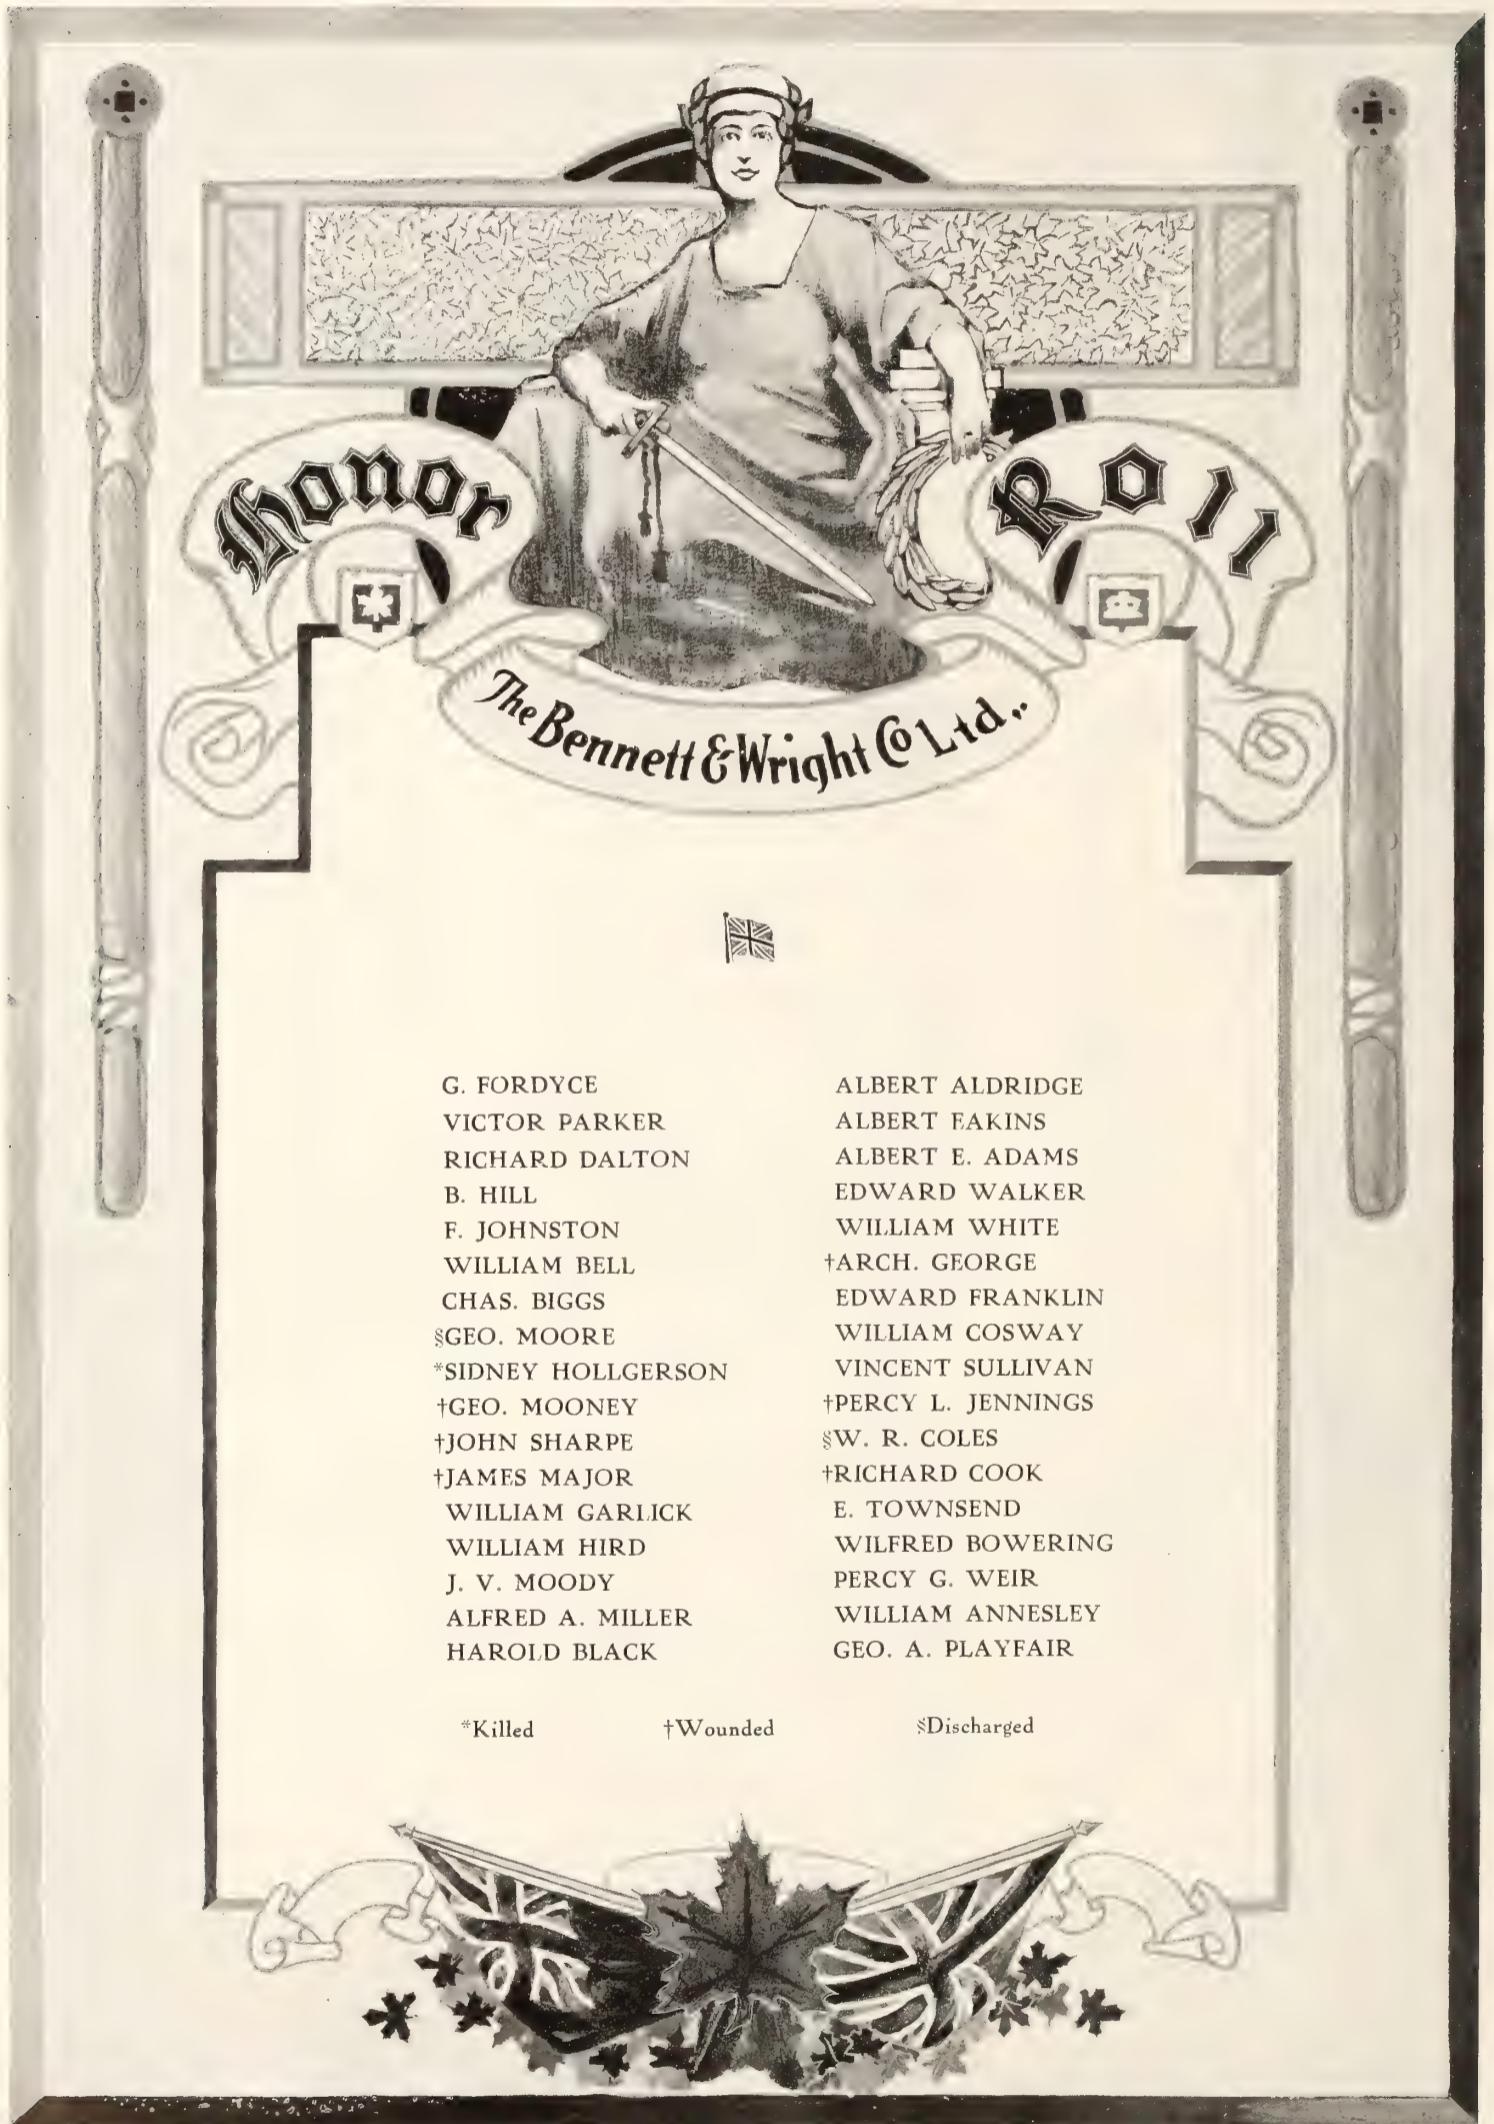 Honor Roll
The Bennett & Wright Co Ltd.
G. FORDYCE
VICTOR PARKER
RICHARD DALTON
B. HILL
F. JOHNSTON
WILLIAM BELL
CHAS. BIGGS
§GEO. MOORE
*SIDNEY HOLLGERSON
†GEO. MOONEY
†JOHN SHARPE
†JAMES MAJOR
WILLIAM GARLICK
WILLIAM HIRD
J. V. MOODY
ALFRED A. MILLER
HAROLD BLACK
ALBERT ALDRIDGE
ALBERT EAKINS
ALBERT E. ADAMS
EDWARD WALKER
WILLIAM WHITE
†ARCH. GEORGE
EDWARD FRANKLIN
WILLIAM COSWAY
VINCENT SULLIVAN
†PERCY L. JENNINGS
§W. R. COLES
†RICHARD COOK
E. TOWNSEND
WILFRED BOWERING
PERCY G. WEIR
WILLIAM ANNESLEY
GEO. A. PLAYFAIR
*Killed †Wounded §Discharged